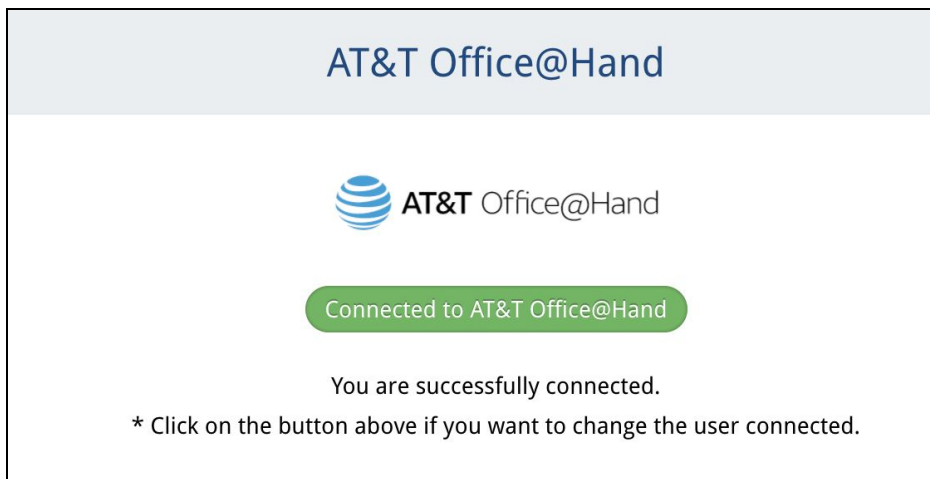 AT&T Office@Hand
AT&T Office@Hand
Connected to AT&T Office@Hand
You are successfully connected.
* Click on the button above if you want to change the user connected.